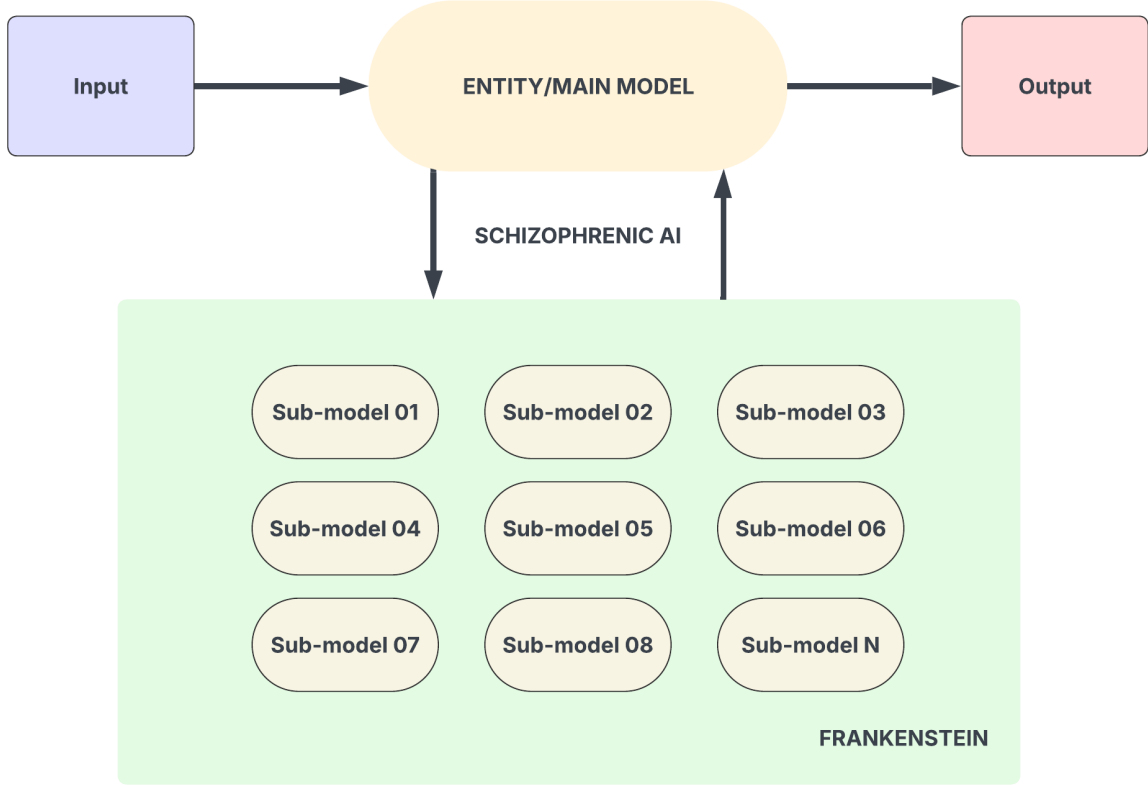 Input
ENTITY/MAIN MODEL
Output
SCHIZOPHRENIC AI
Sub-model 01
Sub-model 02
Sub-model 03
Sub-model 04
Sub-model 05
Sub-model 06
Sub-model 07
Sub-model 08
Sub-model N
FRANKENSTEIN